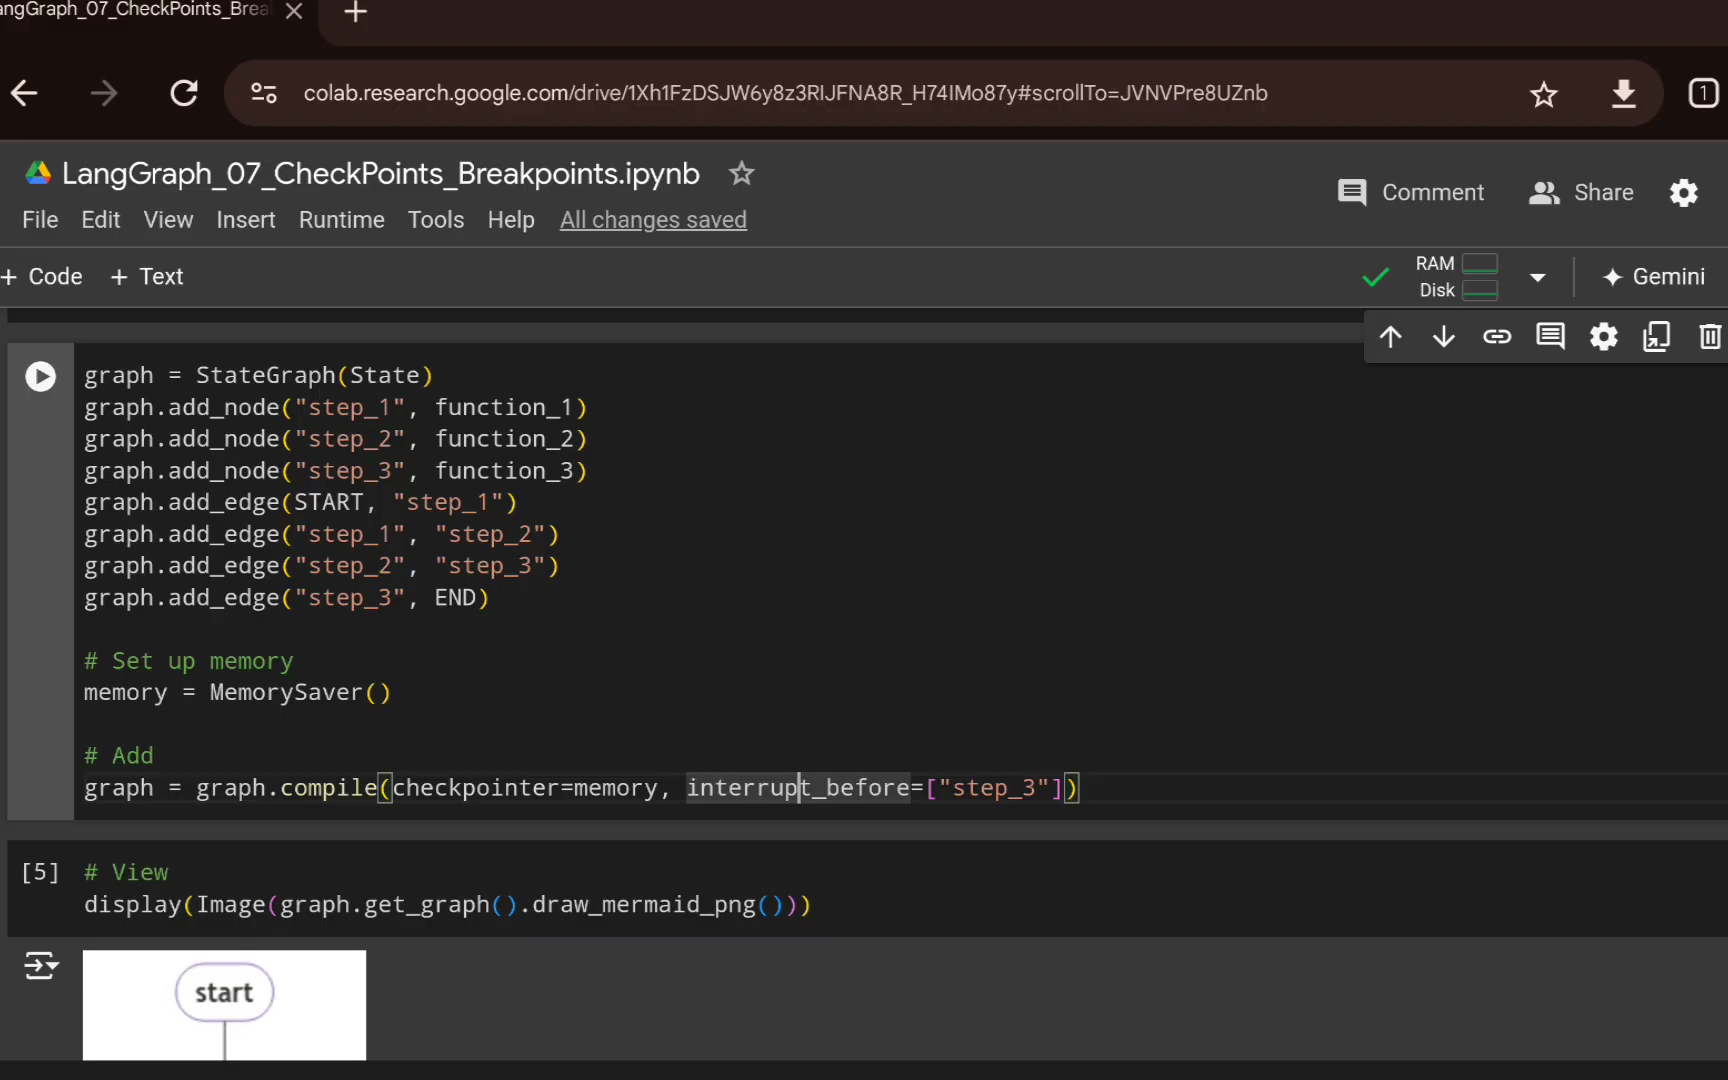 angGraph_07_CheckPoints_Brea
colab.research.google.com/drive/1Xh1FzDSJW6y8z3RIJFNA8R_H74IMo87y#scrollTo=JVNVPre8UZnb
1
LangGraph_07_CheckPoints_Breakpoints.ipynb
Comment
Share
File Edit View Insert Runtime Tools Help All changes saved
+ Code + Text
RAM
Disk
Gemini
graph = StateGraph(State)
graph.add_node("step_1", function_1)
graph.add_node("step_2", function_2)
graph.add_node("step_3", function_3)
graph.add_edge(START, "step_1")
graph.add_edge("step_1", "step_2")
graph.add_edge("step_2", "step_3")
graph.add_edge("step_3", END)
# Set up memory
memory = MemorySaver()
# Add
graph = graph.compile(checkpointer=memory, interrupt_before=["step_3"])
[5] # View
display(Image(graph.get_graph().draw_mermaid_png()))
start